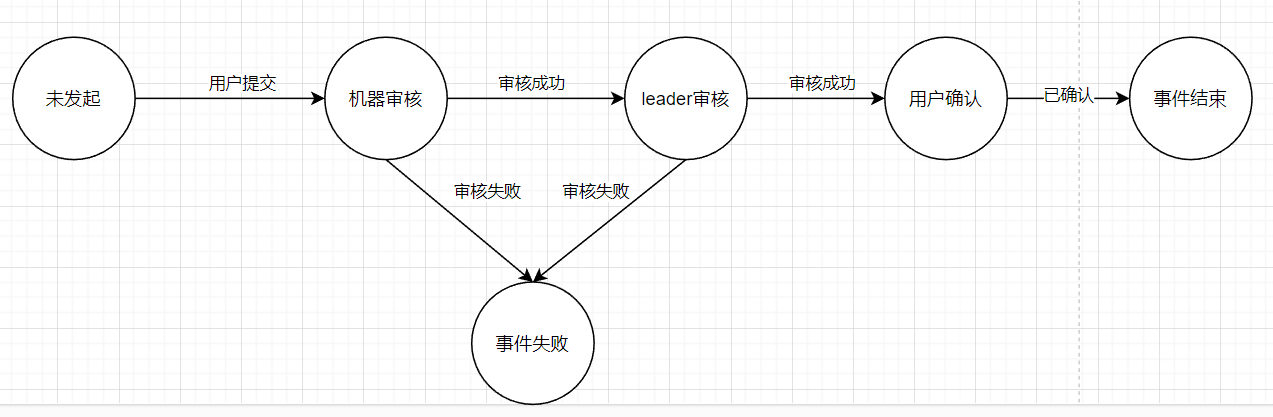 未发起
用户提交
机器审核
审核成功
leader审核
审核成功
用户确认
已确认
事件结束
审核失败
审核失败
事件失败